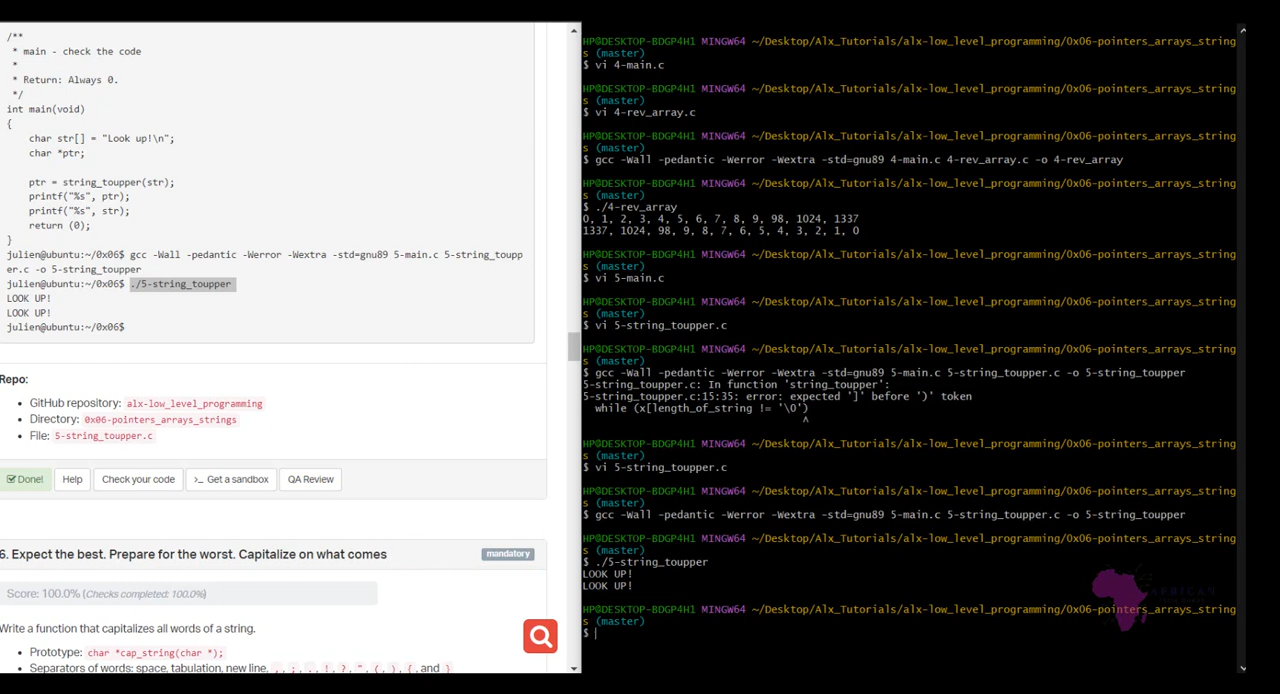 /**
* main - check the code
*
* Return: Always 0.
*/
int main(void)
{
char str[] = "Look up!\n";
char *ptr;
ptr = string_toupper(str);
printf("%s", ptr);
printf("%s", str);
return (0);
}
julien@ubuntu:~/0x06$ gcc -Wall -pedantic -Werror -Wextra -std=gnu89 5-main.c 5-string_toupp
er.c -o 5-string_toupper
julien@ubuntu:~/0x06$ ./5-string_toupper
LOOK UP!
LOOK UP!
julien@ubuntu:~/0x06$
Repo:
GitHub repository: alx-low_level_programming
Directory: 0x06-pointers_arrays_strings
File: 5-string_toupper.c
Done! Help Check your code >_ Get a sandbox QA Review
6. Expect the best. Prepare for the worst. Capitalize on what comes mandatory
Score: 100.0% (Checks completed: 100.0%)
Write a function that capitalizes all words of a string.
Prototype: char *cap_string(char *);
Separators of words: space, tabulation, new line, ,, ;, ., !, ?, ", (, ), {, and }
HP@DESKTOP-BDGP4H1 MINGW64 ~/Desktop/Alx_Tutorials/alx-low_level_programming/0x06-pointers_arrays_string
s (master)
$ vi 4-main.c
HP@DESKTOP-BDGP4H1 MINGW64 ~/Desktop/Alx_Tutorials/alx-low_level_programming/0x06-pointers_arrays_string
s (master)
$ vi 4-rev_array.c
HP@DESKTOP-BDGP4H1 MINGW64 ~/Desktop/Alx_Tutorials/alx-low_level_programming/0x06-pointers_arrays_string
s (master)
$ gcc -Wall -pedantic -Werror -Wextra -std=gnu89 4-main.c 4-rev_array.c -o 4-rev_array
HP@DESKTOP-BDGP4H1 MINGW64 ~/Desktop/Alx_Tutorials/alx-low_level_programming/0x06-pointers_arrays_string
s (master)
$ ./4-rev_array
0, 1, 2, 3, 4, 5, 6, 7, 8, 9, 98, 1024, 1337
1337, 1024, 98, 9, 8, 7, 6, 5, 4, 3, 2, 1, 0
HP@DESKTOP-BDGP4H1 MINGW64 ~/Desktop/Alx_Tutorials/alx-low_level_programming/0x06-pointers_arrays_string
s (master)
$ vi 5-main.c
HP@DESKTOP-BDGP4H1 MINGW64 ~/Desktop/Alx_Tutorials/alx-low_level_programming/0x06-pointers_arrays_string
s (master)
$ vi 5-string_toupper.c
HP@DESKTOP-BDGP4H1 MINGW64 ~/Desktop/Alx_Tutorials/alx-low_level_programming/0x06-pointers_arrays_string
s (master)
$ gcc -Wall -pedantic -Werror -Wextra -std=gnu89 5-main.c 5-string_toupper.c -o 5-string_toupper
5-string_toupper.c: In function 'string_toupper':
5-string_toupper.c:15:35: error: expected ']' before ')' token
while (x[length_of_string != '\0')
^
HP@DESKTOP-BDGP4H1 MINGW64 ~/Desktop/Alx_Tutorials/alx-low_level_programming/0x06-pointers_arrays_string
s (master)
$ vi 5-string_toupper.c
HP@DESKTOP-BDGP4H1 MINGW64 ~/Desktop/Alx_Tutorials/alx-low_level_programming/0x06-pointers_arrays_string
s (master)
$ gcc -Wall -pedantic -Werror -Wextra -std=gnu89 5-main.c 5-string_toupper.c -o 5-string_toupper
HP@DESKTOP-BDGP4H1 MINGW64 ~/Desktop/Alx_Tutorials/alx-low_level_programming/0x06-pointers_arrays_string
s (master)
$ ./5-string_toupper
LOOK UP!
LOOK UP!
HP@DESKTOP-BDGP4H1 MINGW64 ~/Desktop/Alx_Tutorials/alx-low_level_programming/0x06-pointers_arrays_string
s (master)
$